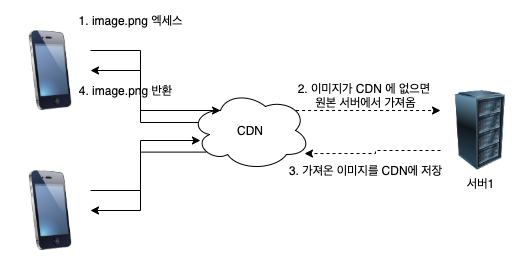 1. image.png 엑세스
4. image.png 반환
CDN
2. 이미지가 CDN 에 없으면
원본 서버에서 가져옴
3. 가져온 이미지를 CDN에 저장
서버1